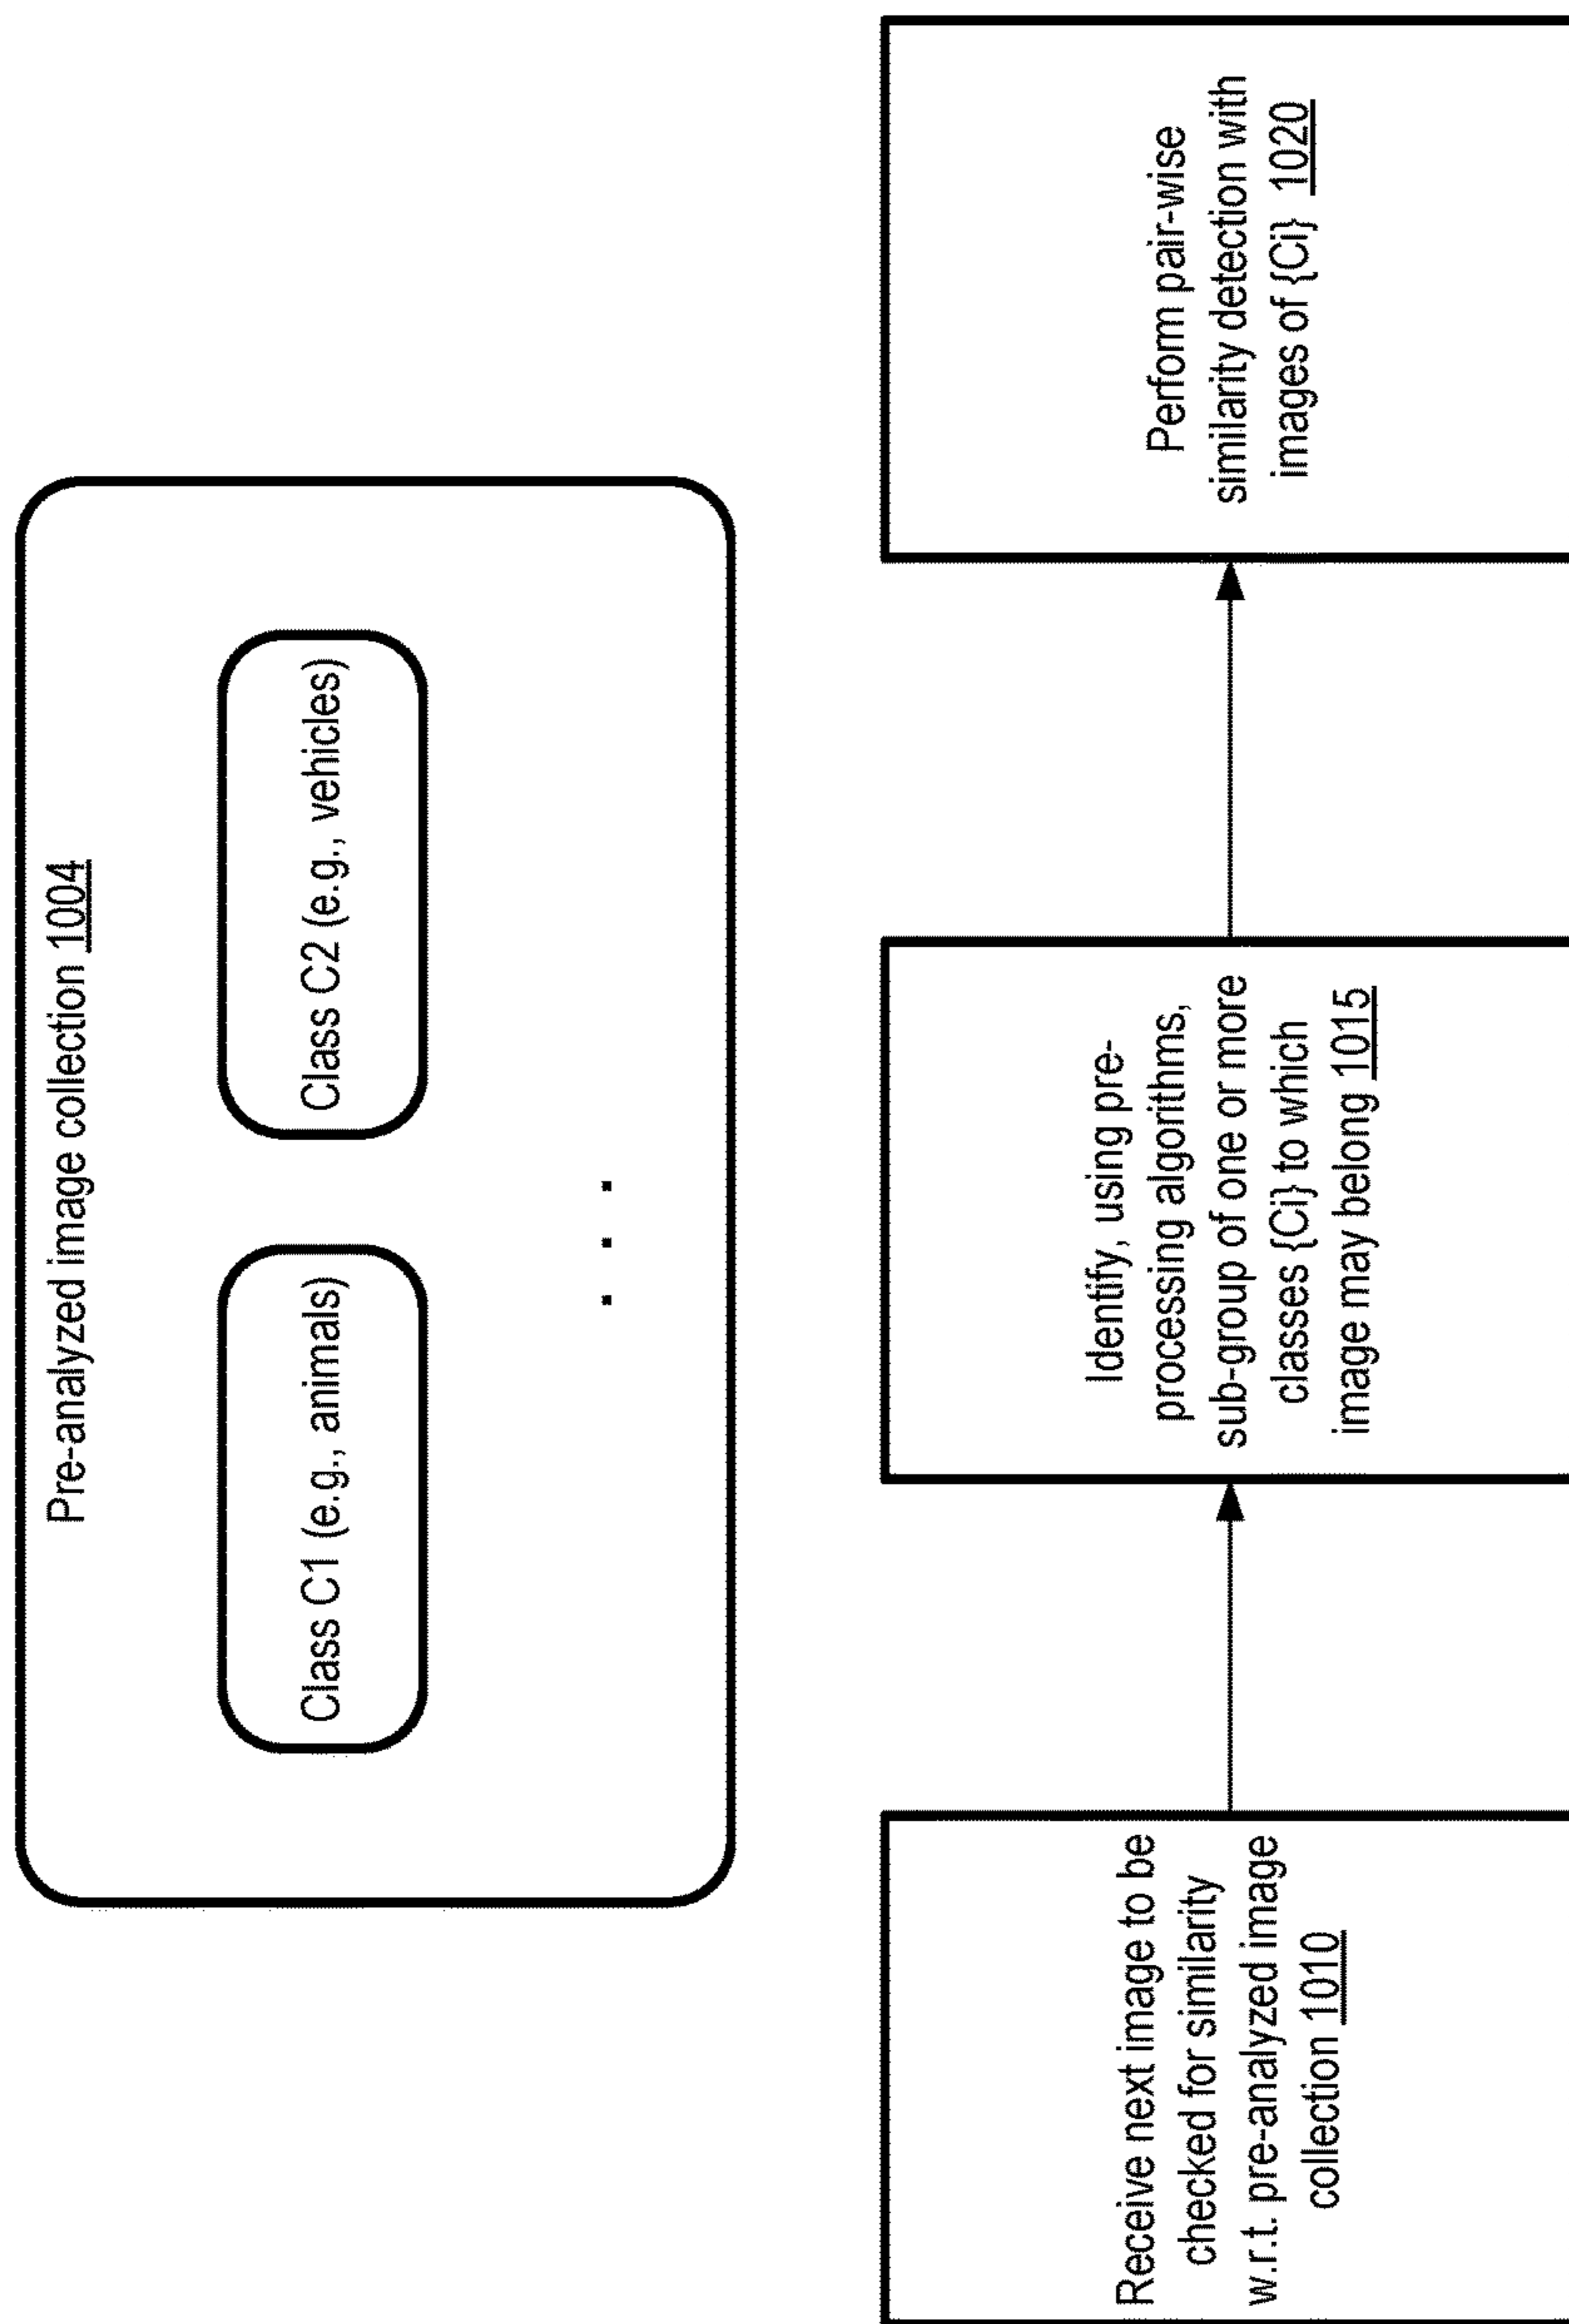 Pre-analyzed image collection 1004
Class C1 (e.g., animals)
Class C2 (e.g., vehicles)
. . .
Receive next image to be
checked for similarity
w.r.t. pre-analyzed image
collection 1010
Identify, using pre-
processing algorithms,
sub-group of one or more
classes {Ci} to which
image may belong 1015
Perfom pair-wise
similarity detection with
images of {Ci} 1020